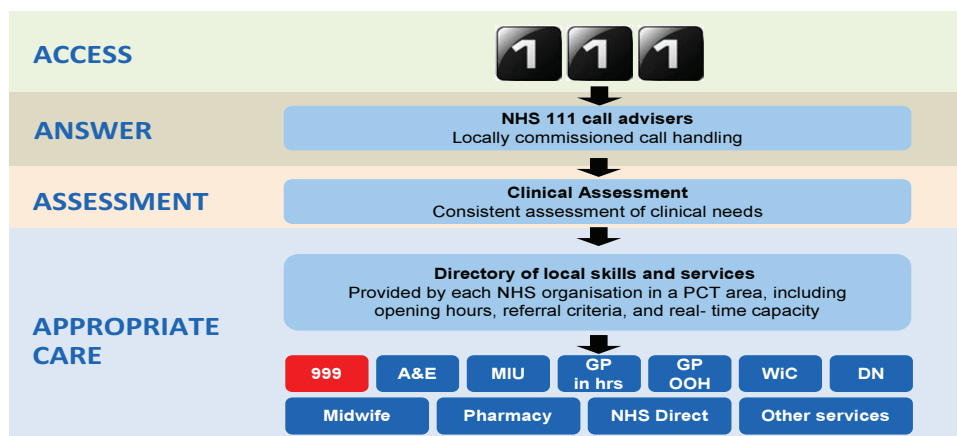 ACCESS
1 1 1
ANSWER
NHS 111 call advisers
Locally commissioned call handling
ASSESSMENT
Clinical Assessment
Consistent assessment of clinical needs
APPROPRIATE
CARE
Directory of local skills and services
Provided by each NHS organisation in a PCT area, including
opening hours, referral criteria, and real- time capacity
999
A&E
MIU
GP
in hrs
GP
OOH
WiC
DN
Midwife
Pharmacy
NHS Direct
Other services